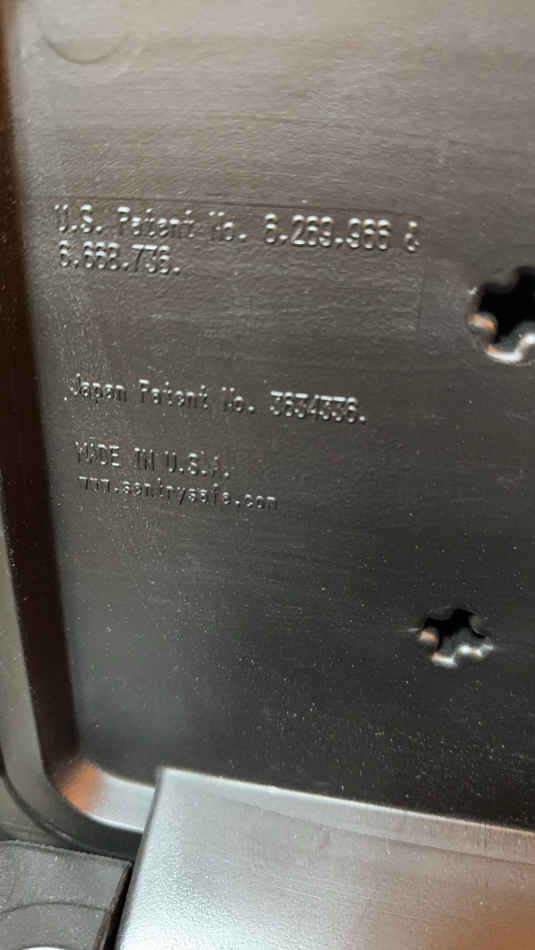 U.S. Patent No. 6.269.966 &
6.668.736.
Japan Patent No. 3634336.
MADE IN U.S.A.
www.sentrysafe.com